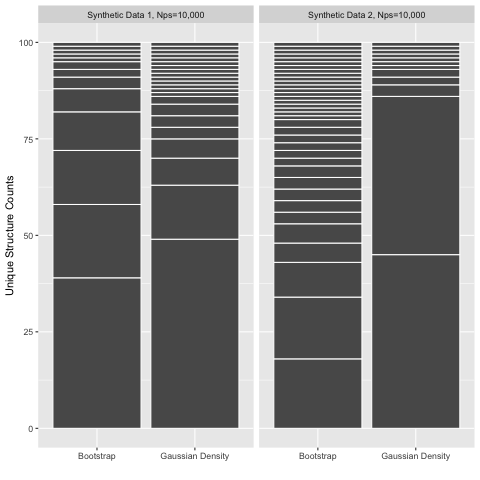 Synthetic Data 1, Nps=10,000
Synthetic Data 2, Nps=10,000
Unique Structure Counts
100
75
50
25
0
Bootstrap
Gaussian Density
Bootstrap
Gaussian Density